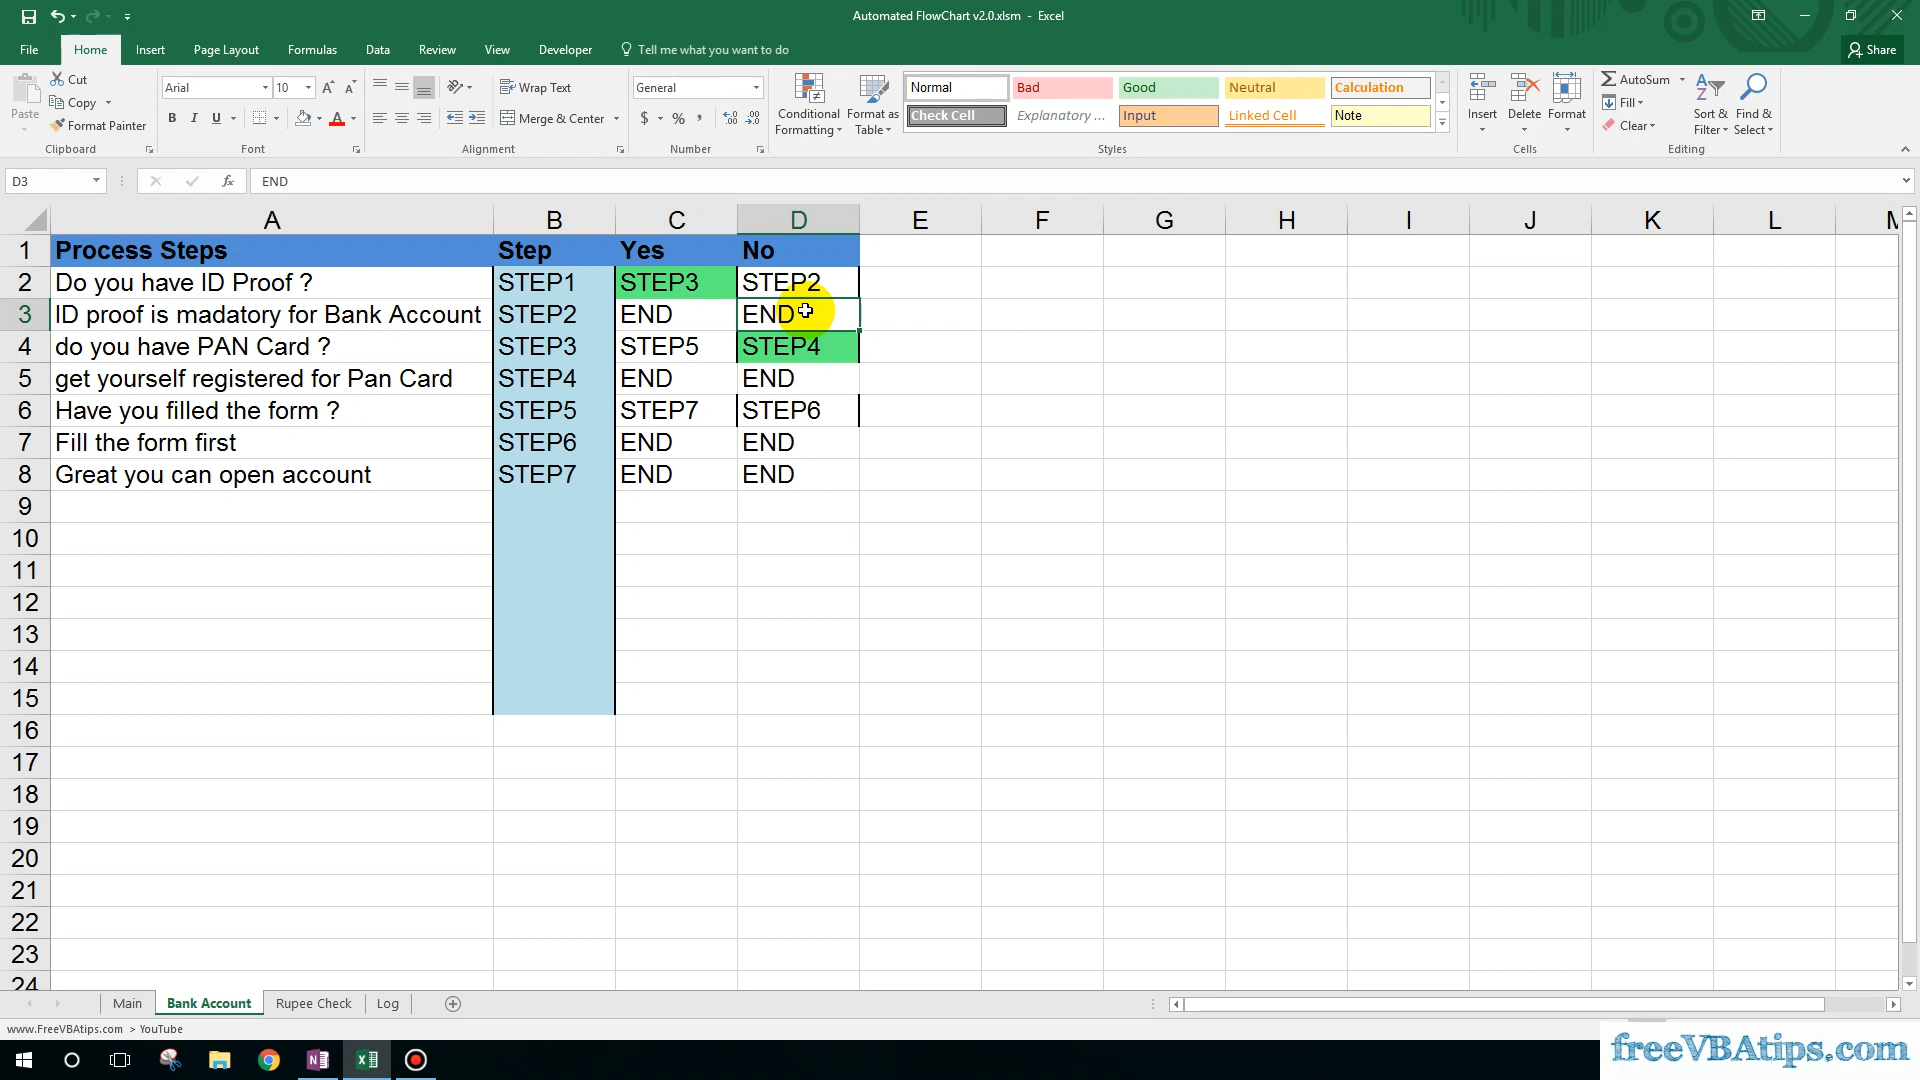 Automated FlowChart v2.0.xlsm - Excel
File Home Insert Page Layout Formulas Data Review View Developer Tell me what you want to do Share
Paste
Cut
Copy
Format Painter
Clipboard
Arial 10
B I U
Font
Wrap Text
Merge & Center
Alignment
General
$ % ,
Number
Conditional Formatting
Format as Table
Normal Bad Good Neutral Calculation
Check Cell Explanatory ... Input Linked Cell Note
Styles
Insert Delete Format
Cells
AutoSum
Fill
Clear
Sort & Filter
Find & Select
Editing
D3 fx END
A B C D E F G H I J K L M
1 Process Steps Step Yes No
2 Do you have ID Proof ? STEP1 STEP3 STEP2
3 ID proof is madatory for Bank Account STEP2 END END
4 do you have PAN Card ? STEP3 STEP5 STEP4
5 get yourself registered for Pan Card STEP4 END END
6 Have you filled the form ? STEP5 STEP7 STEP6
7 Fill the form first STEP6 END END
8 Great you can open account STEP7 END END
9
10
11
12
13
14
15
16
17
18
19
20
21
22
23
24
Main Bank Account Rupee Check Log
www.FreeVBAtips.com > YouTube
freeVBAtips.com